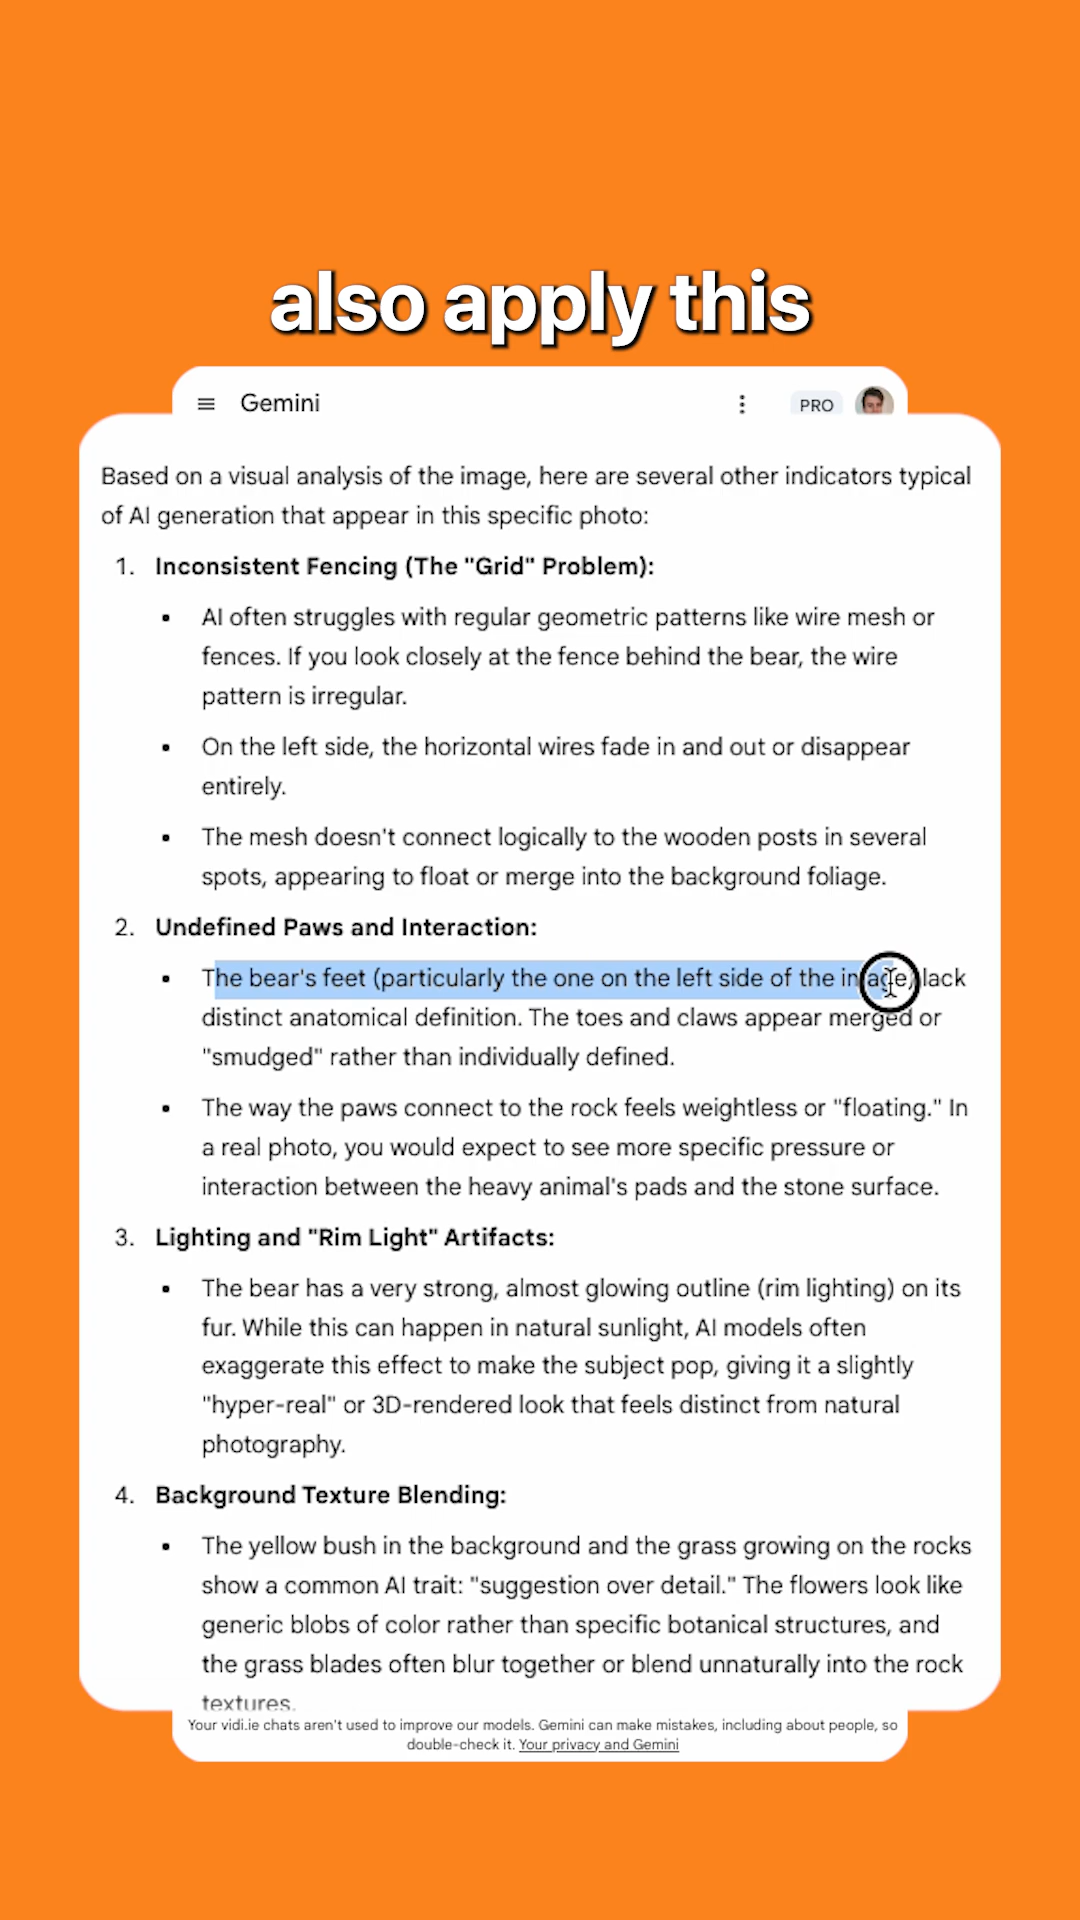 also apply this
Gemini
PRO
Based on a visual analysis of the image, here are several other indicators typical
of AI generation that appear in this specific photo:
1. Inconsistent Fencing (The "Grid" Problem):
• AI often struggles with regular geometric patterns like wire mesh or
fences. If you look closely at the fence behind the bear, the wire
pattern is irregular.
• On the left side, the horizontal wires fade in and out or disappear
entirely.
• The mesh doesn't connect logically to the wooden posts in several
spots, appearing to float or merge into the background foliage.
2. Undefined Paws and Interaction:
• The bear's feet (particularly the one on the left side of the image) lack
distinct anatomical definition. The toes and claws appear merged or
"smudged" rather than individually defined.
• The way the paws connect to the rock feels weightless or "floating." In
a real photo, you would expect to see more specific pressure or
interaction between the heavy animal's pads and the stone surface.
3. Lighting and "Rim Light" Artifacts:
• The bear has a very strong, almost glowing outline (rim lighting) on its
fur. While this can happen in natural sunlight, AI models often
exaggerate this effect to make the subject pop, giving it a slightly
"hyper-real" or 3D-rendered look that feels distinct from natural
photography.
4. Background Texture Blending:
• The yellow bush in the background and the grass growing on the rocks
show a common AI trait: "suggestion over detail." The flowers look like
generic blobs of color rather than specific botanical structures, and
the grass blades often blur together or blend unnaturally into the rock
textures.
Your vidi.ie chats aren't used to improve our models. Gemini can make mistakes, including about people, so
double-check it. Your privacy and Gemini